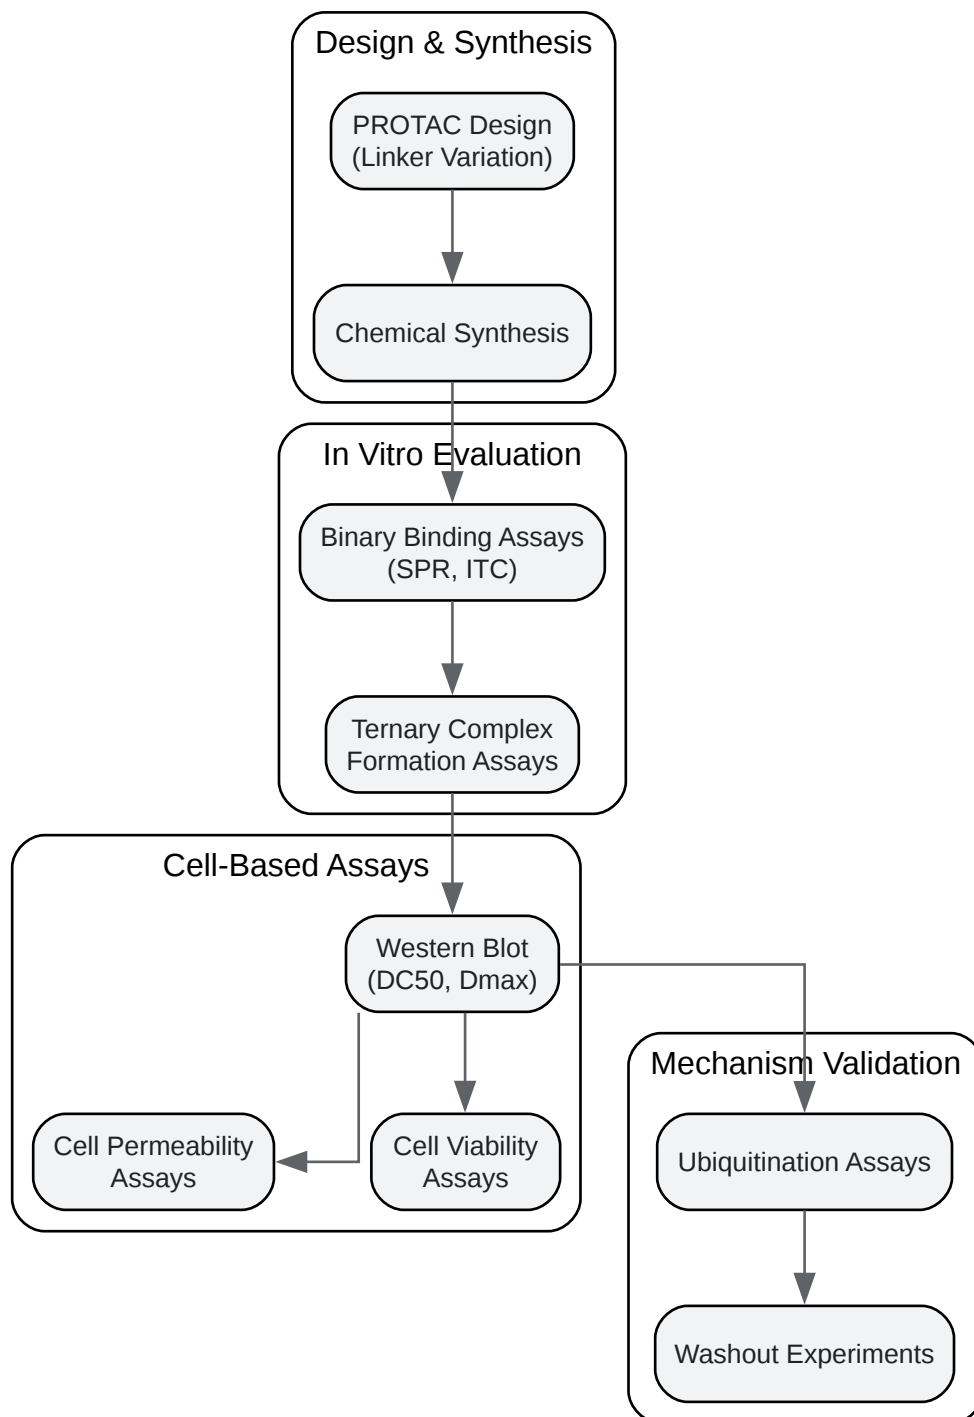 Design & Synthesis
PROTAC Design
(Linker Variation)
Chemical Synthesis
In Vitro Evaluation
Binary Binding Assays
(SPR, ITC)
Ternary Complex
Formation Assays
Cell-Based Assays
Western Blot
(DC50, Dmax)
Cell Permeability
Assays
Cell Viability
Assays
Mechanism Validation
Ubiquitination Assays
Washout Experiments